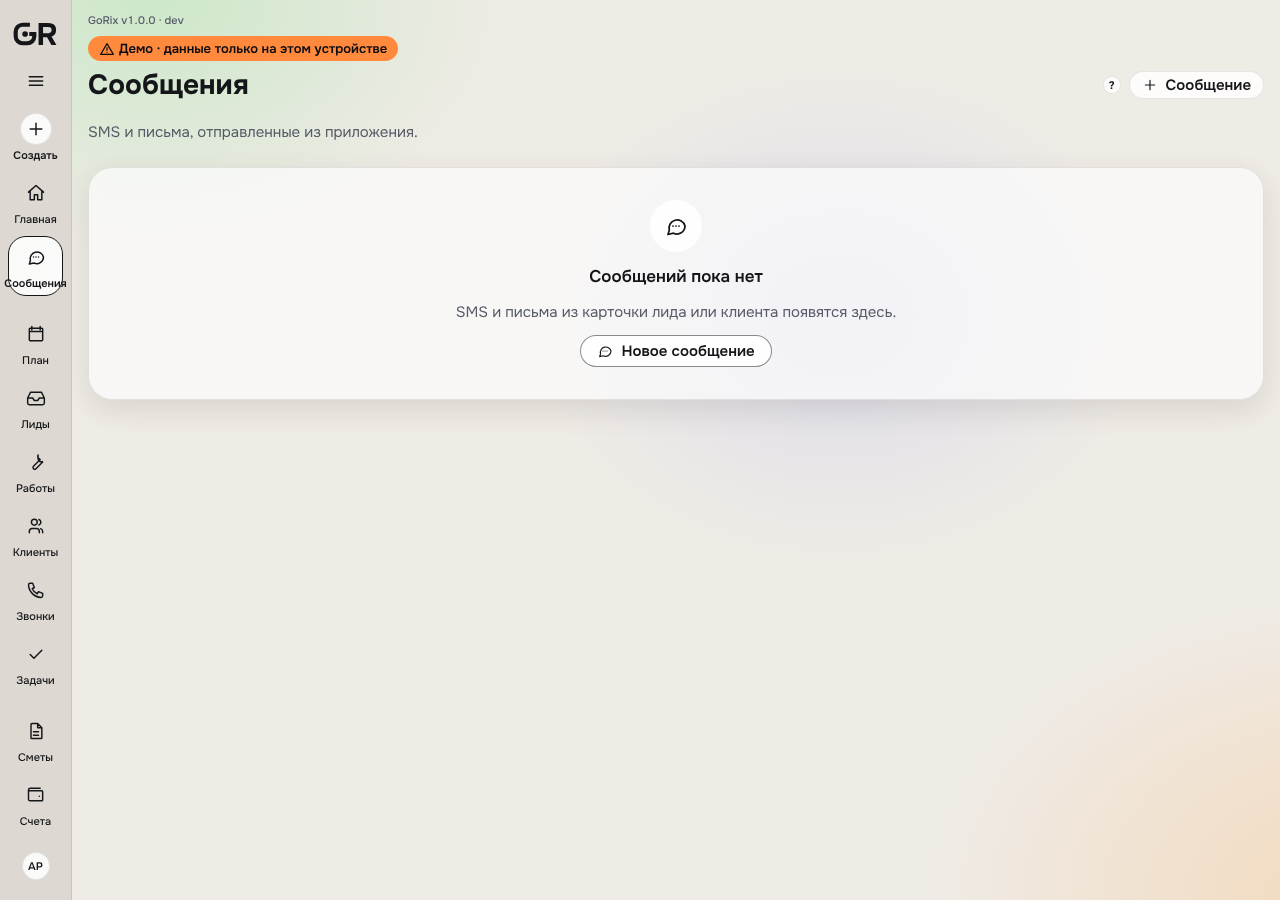 GR
GoRix v1.0.0 · dev
Демо · данные только на этом устройстве
Сообщения
?
Сообщение
SMS и письма, отправленные из приложения.
Сообщений пока нет
SMS и письма из карточки лида или клиента появятся здесь.
Новое сообщение
Создать
Главная
Сообщения
План
Лиды
Работы
Клиенты
Звонки
Задачи
Сметы
Счета
AP